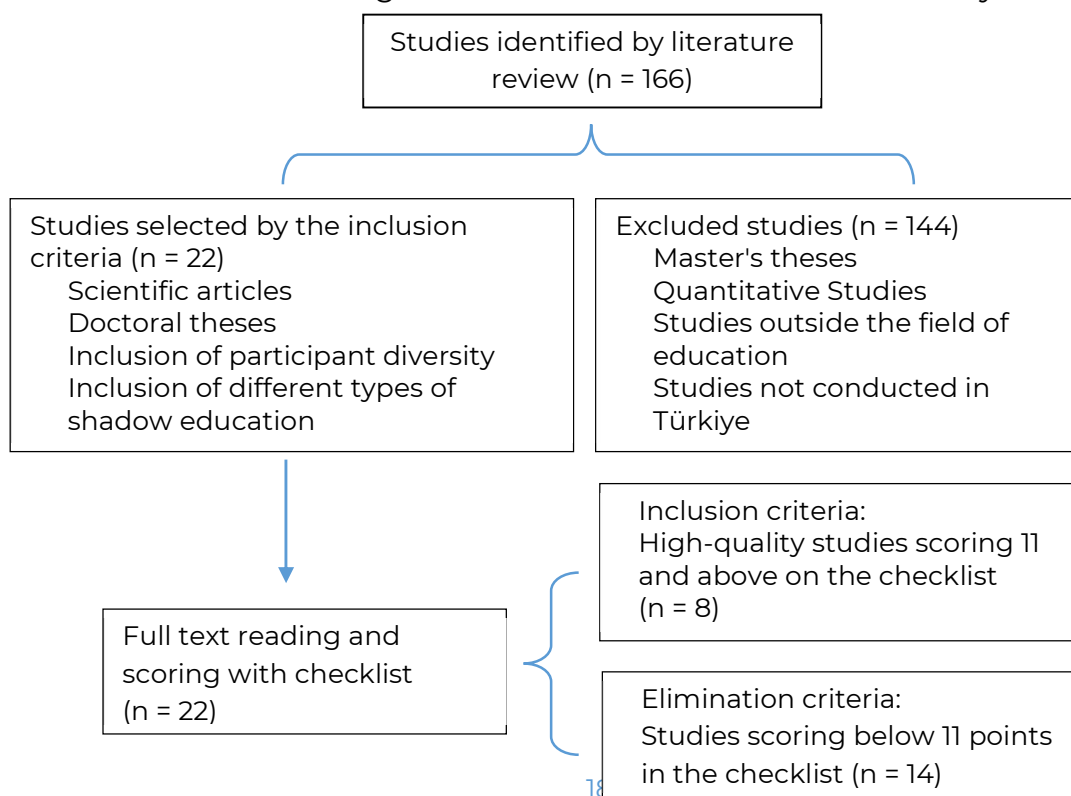 Studies identified by literature
review (n = 166)
Studies selected by the inclusion
criteria (n = 22)
Scientific articles
Doctoral theses
Inclusion of participant diversity
Inclusion of different types of
shadow education
Excluded studies (n = 144)
Master's theses
Quantitative Studies
Studies outside the field of
education
Studies not conducted in
Türkiye
Inclusion criteria:
High-quality studies scoring 11
and above on the checklist
(n = 8)
Full text reading and
scoring with checklist
(n = 22)
Elimination criteria:
Studies scoring below 11 points
in the checklist (n = 14)